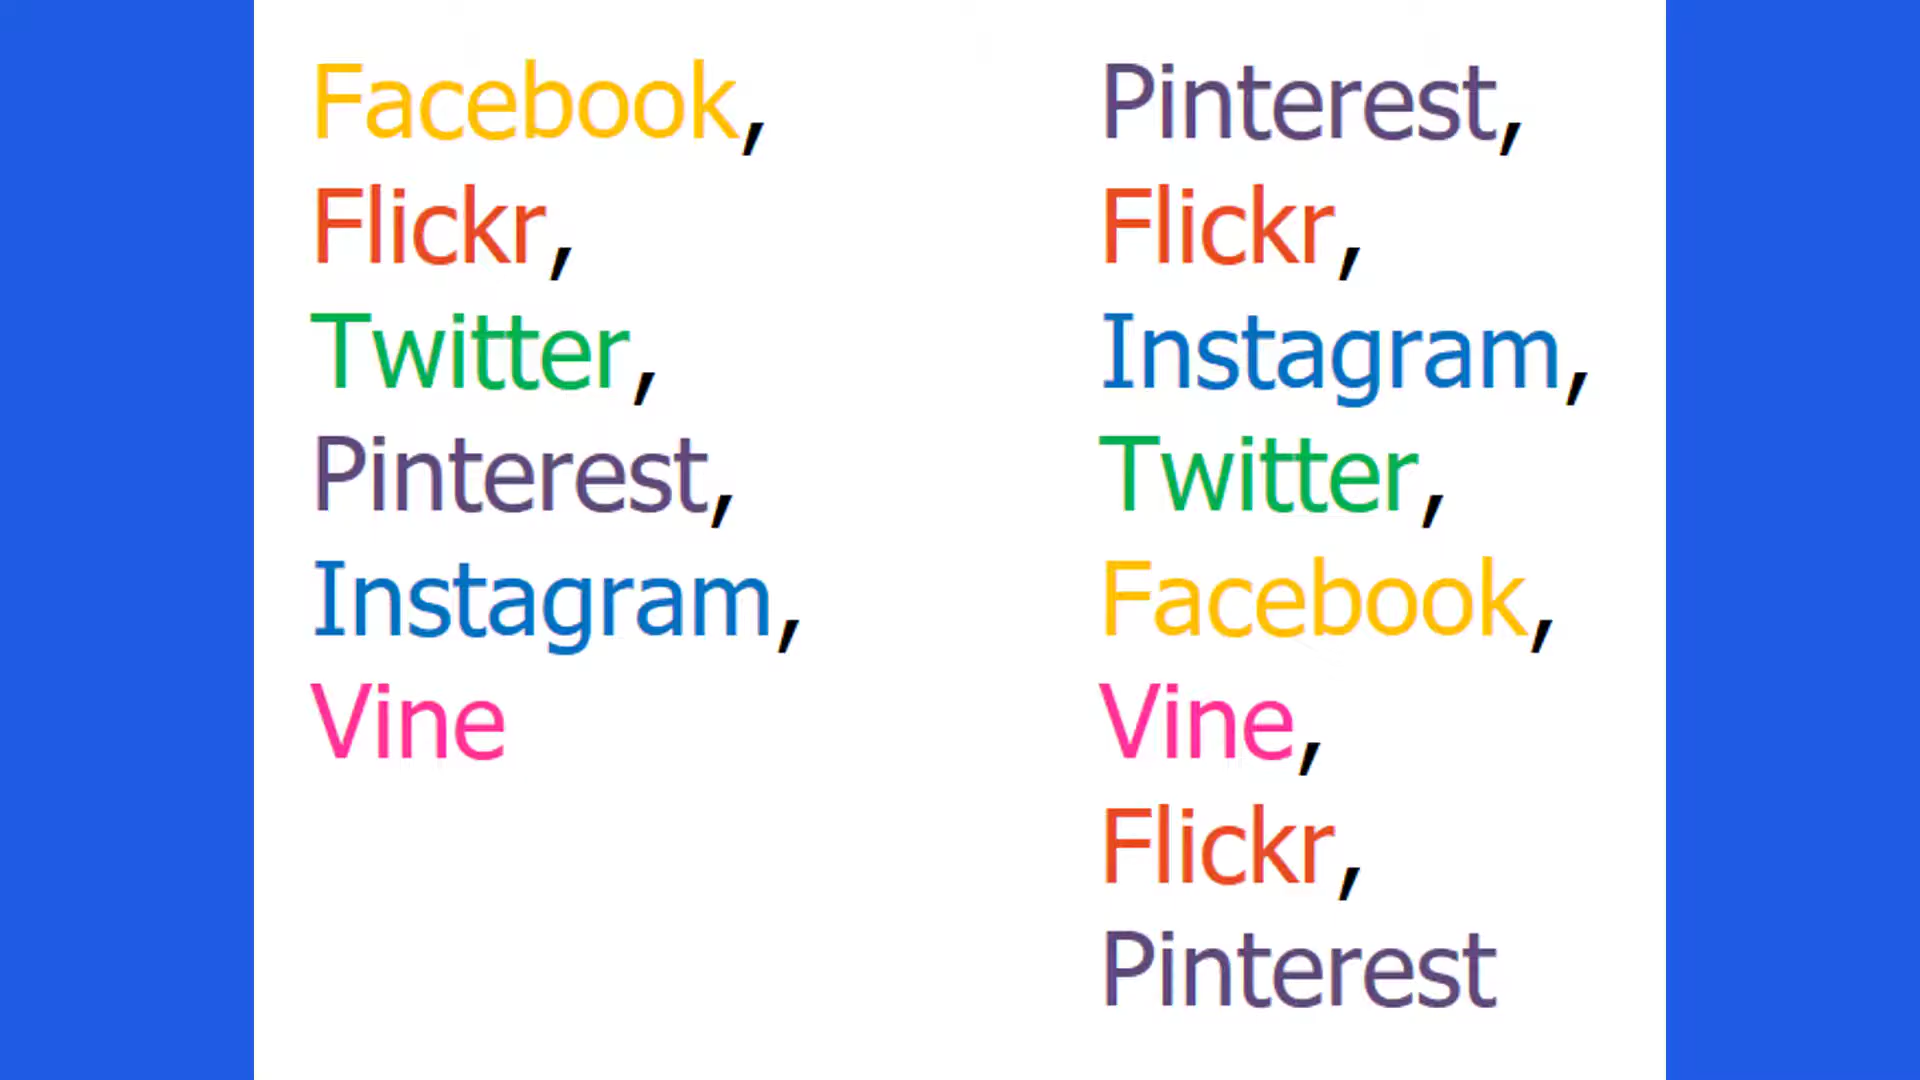 Facebook,
Flickr,
Twitter,
Pinterest,
Instagram,
Vine
Pinterest,
Flickr,
Instagram,
Twitter,
Facebook,
Vine,
Flickr,
Pinterest